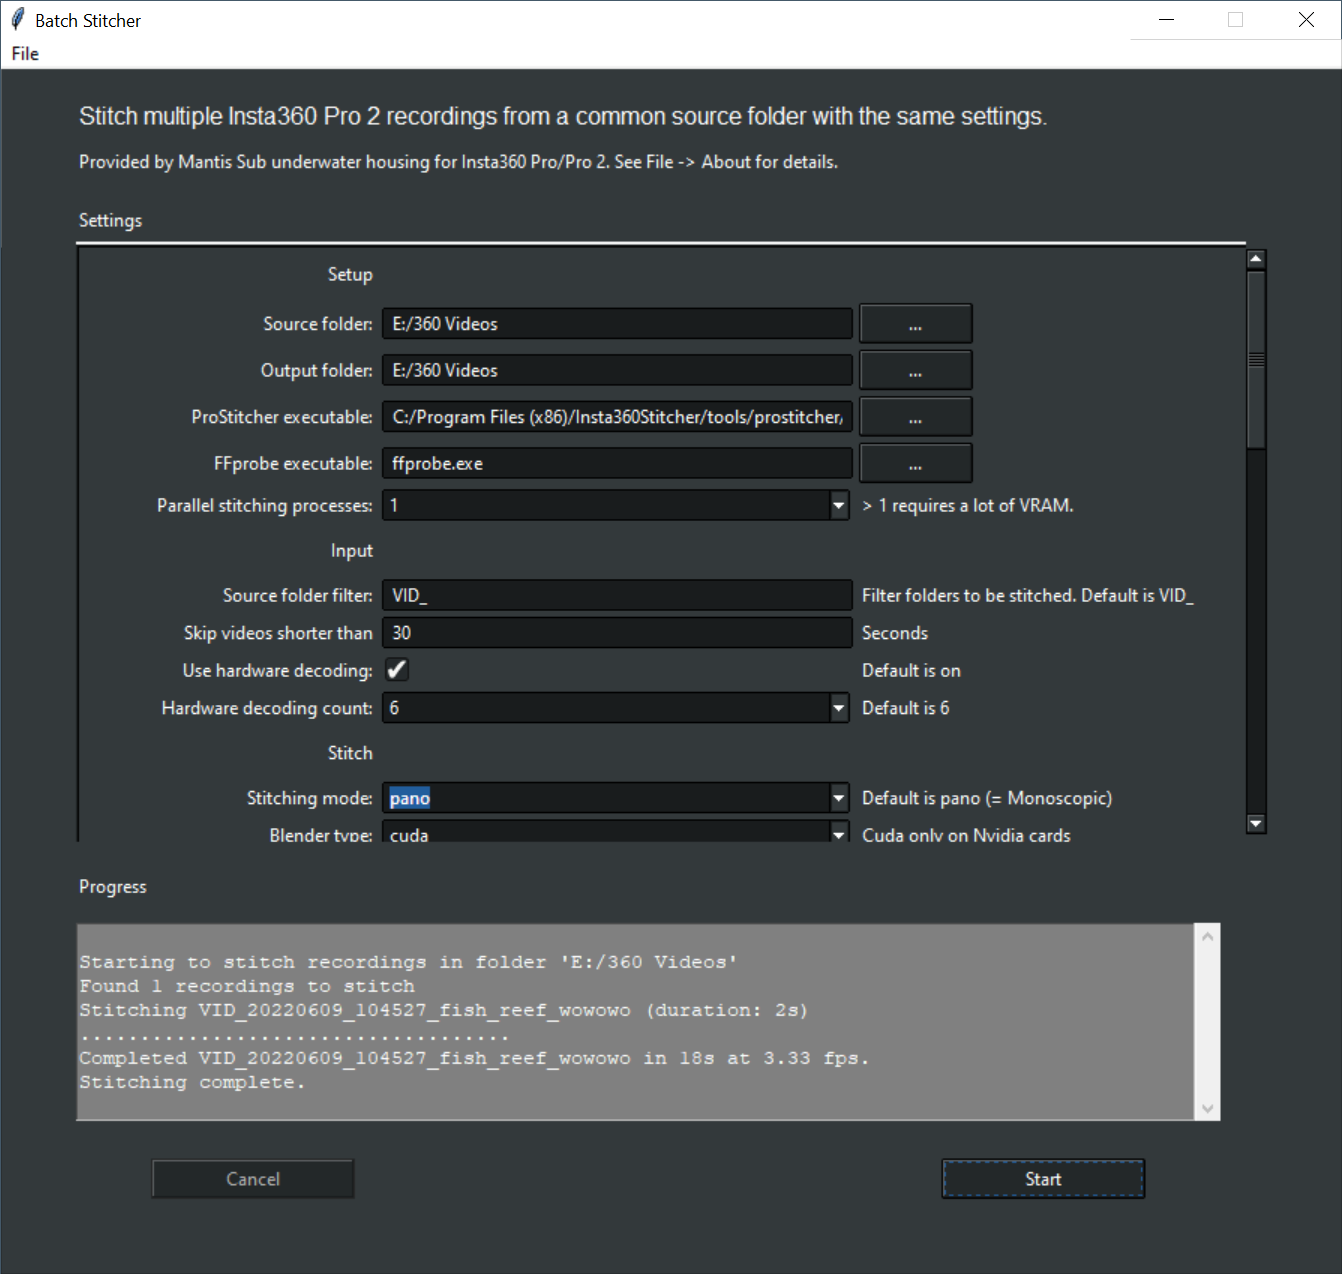 Batch Stitcher
File
Stitch multiple Insta360 Pro 2 recordings from a common source folder with the same settings.
Provided by Mantis Sub underwater housing for Insta360 Pro/Pro 2. See File -> About for details.
Settings
Setup
Source folder: E:/360 Videos ...
Output folder: E:/360 Videos ...
ProStitcher executable: C:/Program Files (x86)/Insta360Stitcher/tools/prostitcher/ ...
FFprobe executable: ffprobe.exe ...
Parallel stitching processes: 1 > 1 requires a lot of VRAM.
Input
Source folder filter: VID_ Filter folders to be stitched. Default is VID_
Skip videos shorter than 30 Seconds
Use hardware decoding: Default is on
Hardware decoding count: 6 Default is 6
Stitch
Stitching mode: pano Default is pano (= Monoscopic)
Blender type: cuda Cuda only on Nvidia cards
Progress
Starting to stitch recordings in folder 'E:/360 Videos'
Found 1 recordings to stitch
Stitching VID_20220609_104527_fish_reef_wowowo (duration: 2s)
....................................
Completed VID_20220609_104527_fish_reef_wowowo in 18s at 3.33 fps.
Stitching complete.
Cancel Start